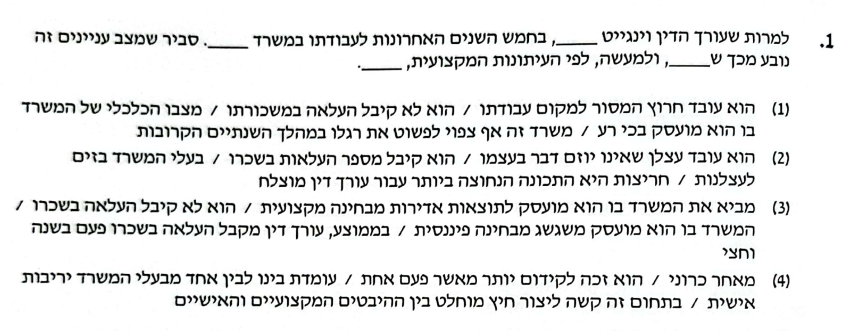 1. למרות שעורך הדין וינגייט _____, בחמש השנים האחרונות לעבודתו במשרד _____. סביר שמצב עניינים זה
נובע מכך ש_____, ולמעשה, לפי העיתונות המקצועית, _____.
(1) הוא עובד חרוץ המסור למקום עבודתו / הוא לא קיבל העלאה במשכורתו / מצבו הכלכלי של המשרד
בו הוא מועסק בכי רע / משרד זה אף צפוי לפשוט את רגלו במהלך השנתיים הקרובות
(2) הוא עובד עצלן שאינו יוזם דבר בעצמו / הוא קיבל מספר העלאות בשכרו / בעלי המשרד בזים
לעצלנות / חריצות היא התכונה הנחוצה ביותר עבור עורך דין מוצלח
(3) מביא את המשרד בו הוא מועסק לתוצאות אדירות מבחינה מקצועית / הוא לא קיבל העלאה בשכרו /
המשרד בו הוא מועסק משגשג מבחינה פיננסית / בממוצע, עורך דין מקבל העלאה בשכרו פעם בשנה
וחצי
(4) מאחר כרוני / הוא זכה לקידום יותר מאשר פעם אחת / עומדת בינו לבין אחד מבעלי המשרד יריבות
אישית / בתחום זה קשה ליצור חיץ מוחלט בין ההיבטים המקצועיים והאישיים